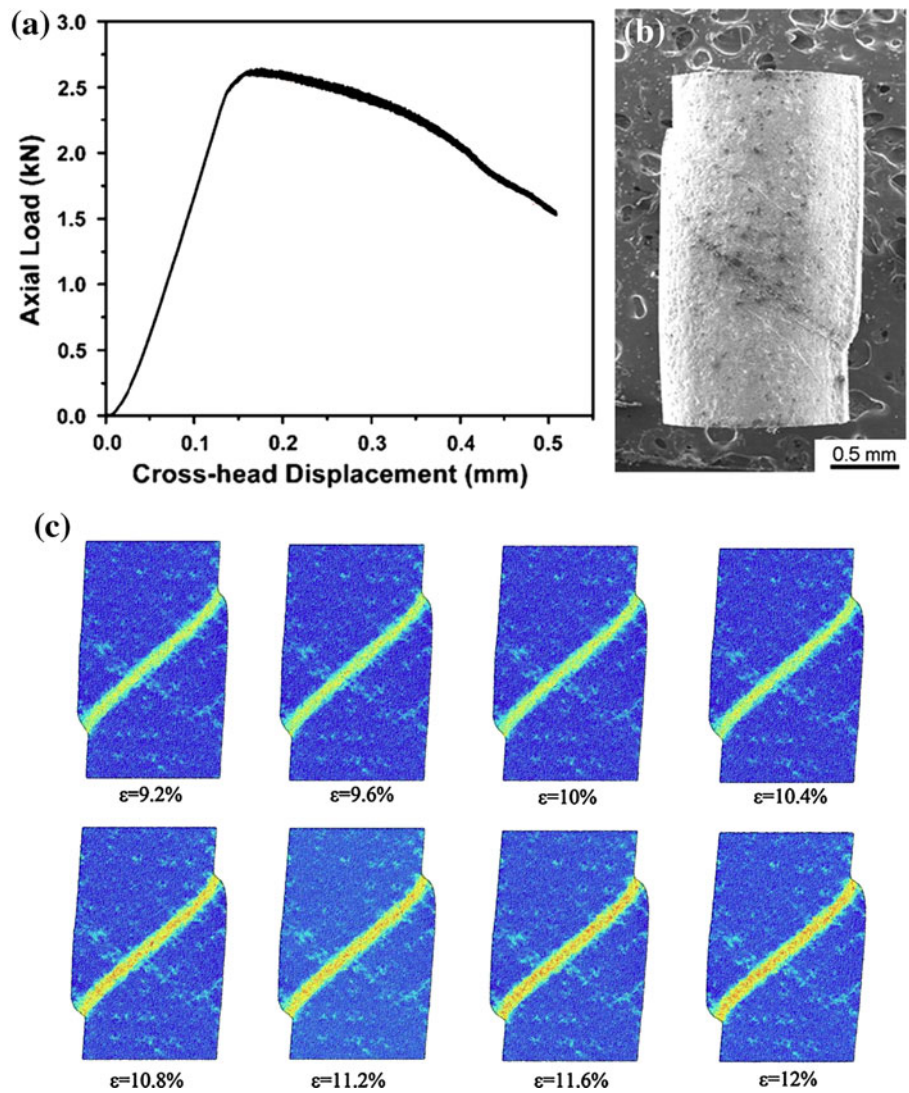 (a)
3.0
2.5
2.0
1.5
1.0
0.5
0.0
Axial Load (kN)
0.0 0.1 0.2 0.3 0.4 0.5
Cross-head Displacement (mm)
(b)
0.5 mm
(c)
ε=9.2% ε=9.6% ε=10% ε=10.4%
ε=10.8% ε=11.2% ε=11.6% ε=12%